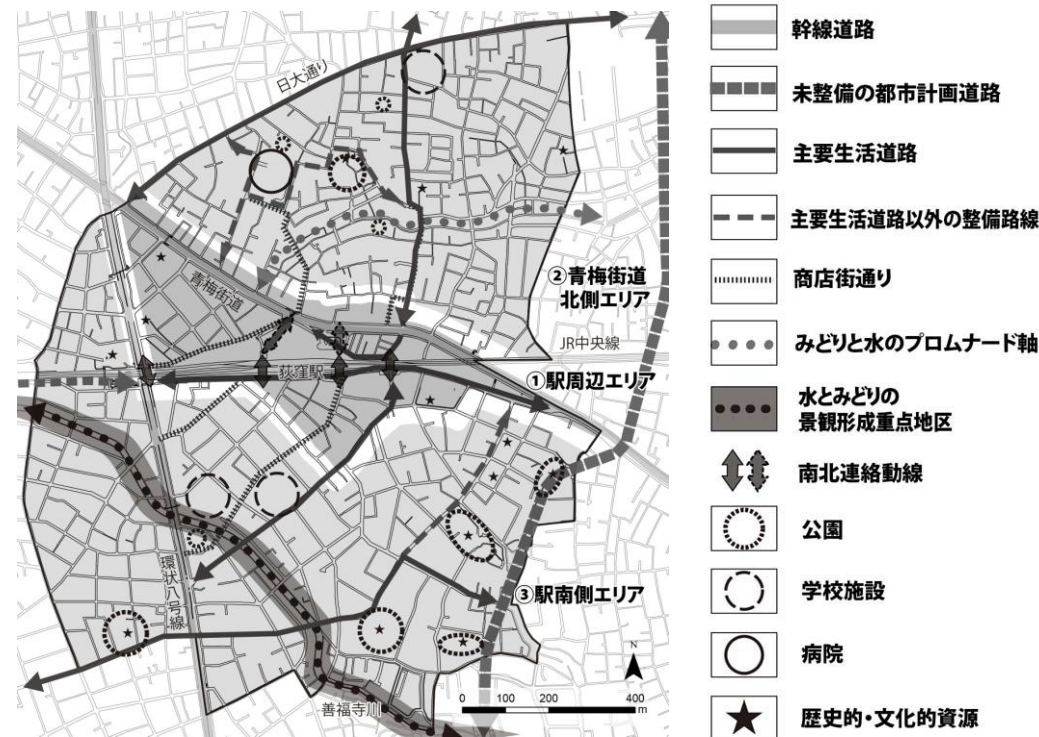 日大通り
青梅街道
②青梅街道
北側エリア
JR中央線
荻窪駅
①駅周辺エリア
環状八号線
③駅南側エリア
善福寺川
N
0 100 200 400
m
幹線道路
未整備の都市計画道路
主要生活道路
主要生活道路以外の整備路線
商店街通り
みどりと水のプロムナード軸
水とみどりの
景観形成重点地区
南北連絡動線
公園
学校施設
病院
歴史的・文化的資源